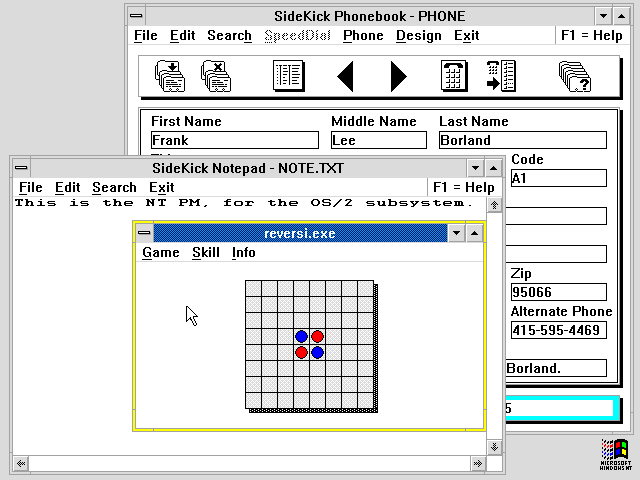 SideKick Phonebook - PHONE
File Edit Search SpeedDial Phone Design Exit F1 = Help
First Name Middle Name Last Name
Frank Lee Borland
Code
A1
Zip
95066
Alternate Phone
415-595-4469
Borland.
5
SideKick Notepad - NOTE.TXT
File Edit Search Exit F1 = Help
This is the NT PM, for the OS/2 subsystem.
reversi.exe
Game Skill Info
MICROSOFT
WINDOWS NT